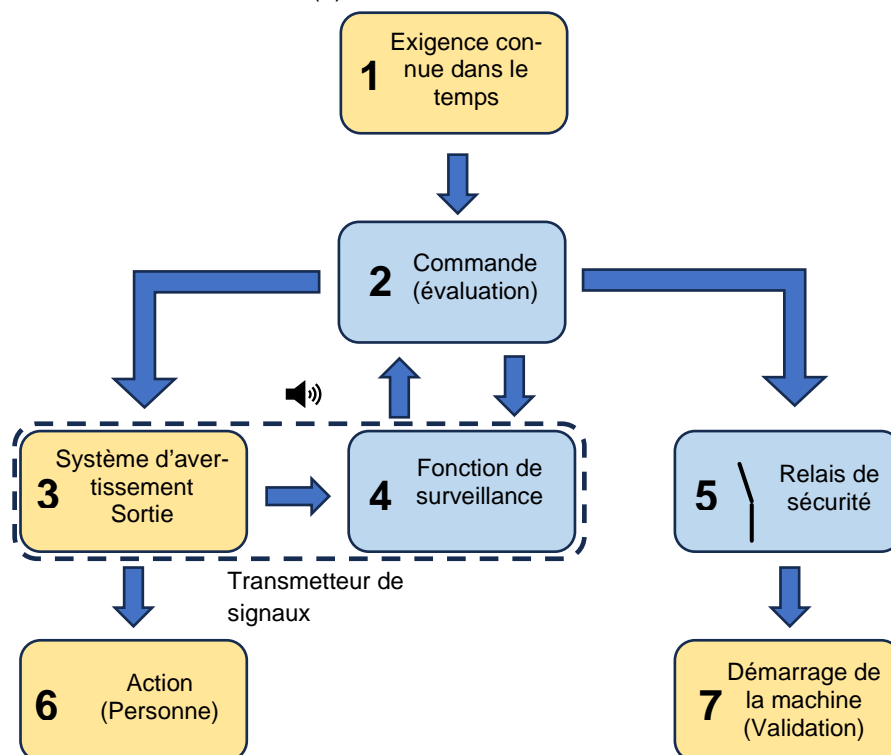 (
)
1
Exigence con-
nue dans le
temps
2
Commande
(évaluation)
3
Système d'aver-
tissement
Sortie
4
Fonction de
surveillance
5
Relais de
sécurité
Transmetteur de
signaux
6
Action
(Personne)
7
Démarrage de
la machine
(Validation)